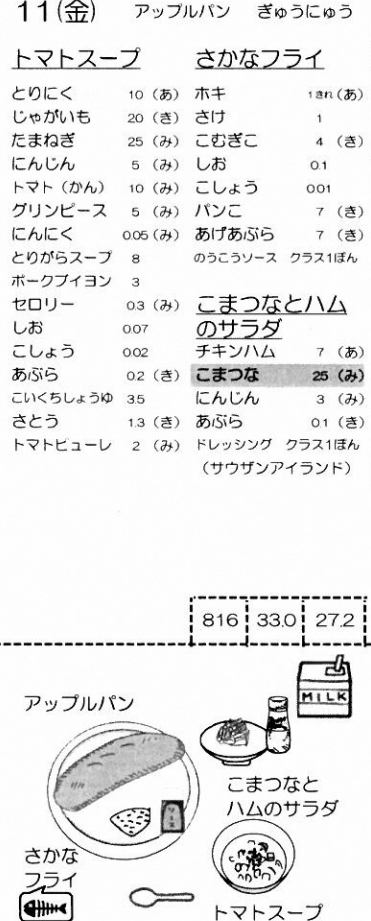 11(金) アップルパン ぎゅうにゅう
トマトスープ
とりにく 10 (あ)
じゃがいも 20 (き)
たまねぎ 25 (み)
にんじん 5 (み)
トマト(かん) 10 (み)
グリンピース 5 (み)
にんにく 0.05 (み)
とりがらスープ 8
ポークブイヨン 3
セロリー 0.3 (み)
しお 0.07
こしょう 0.02
あぶら 0.2 (き)
こいくちしょうゆ 3.5
さとう 1.3 (き)
トマトピューレ 2 (み)
さかなフライ
ホキ 1きれ (あ)
さけ 1
こむぎこ 4 (き)
しお 0.1
こしょう 0.01
パンこ 7 (き)
あげあぶら 7 (き)
のうこうソース クラス1ぽん
こまつなとハム
のサラダ
チキンハム 7 (あ)
こまつな 25 (み)
にんじん 3 (み)
あぶら 0.1 (き)
ドレッシング クラス1ぽん
(サウザンアイランド)
816 33.0 27.2
アップルパン
MILK
ソース
こまつなと
ハムのサラダ
さかな
フライ
トマトスープ